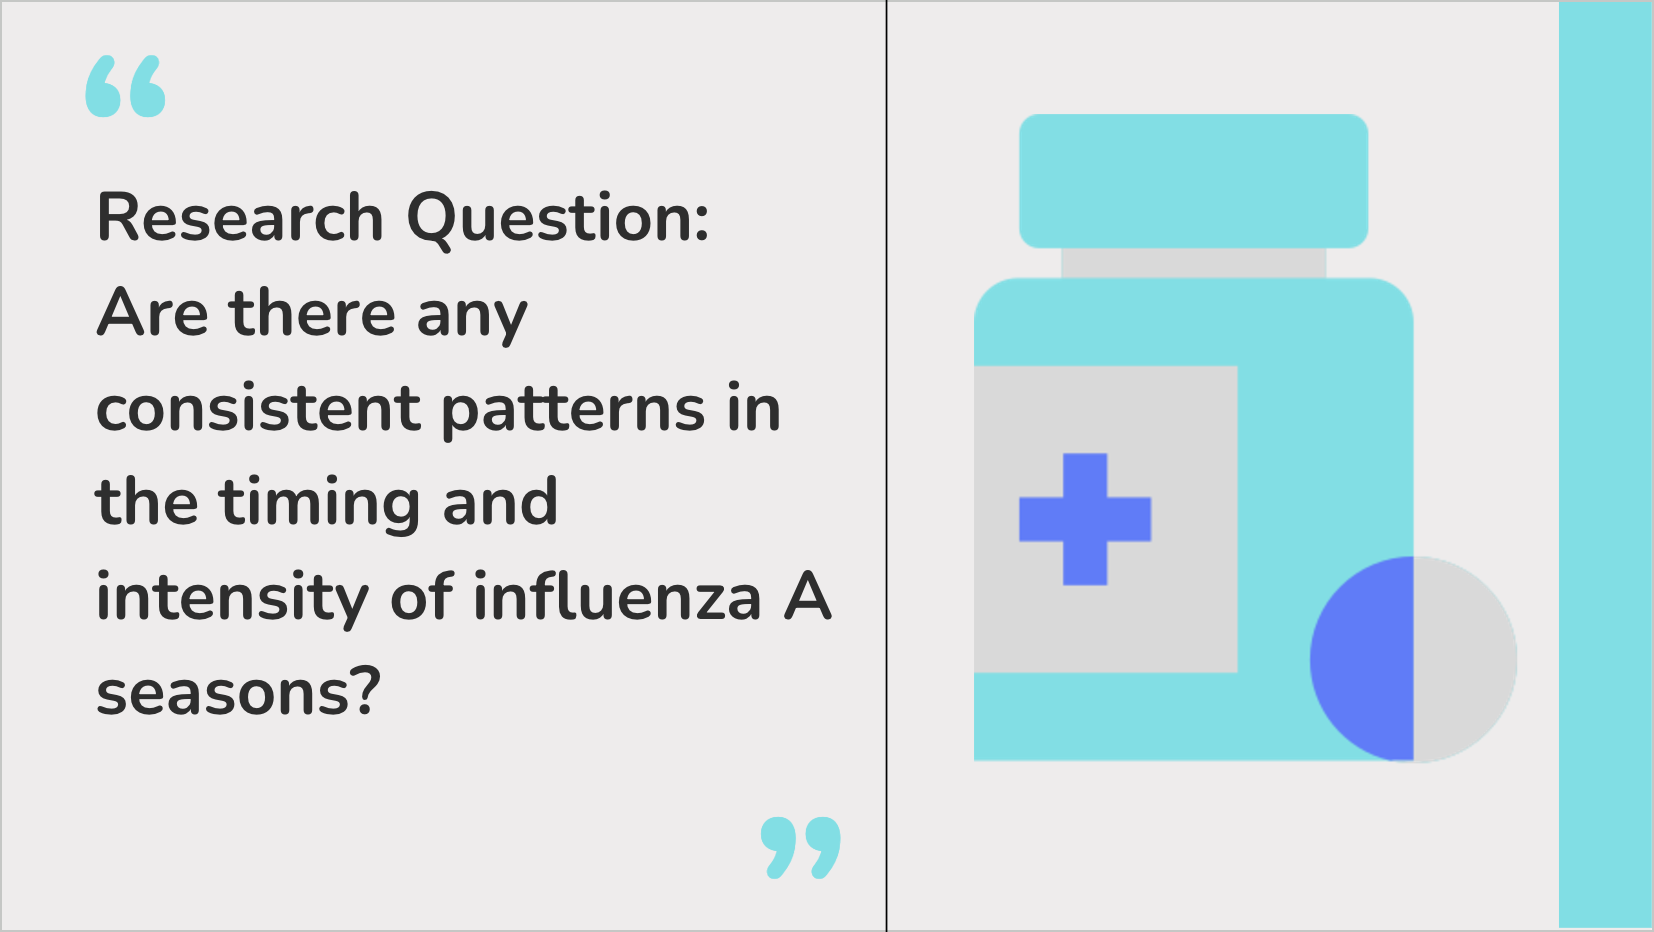 “
Research Question:
Are there any
consistent patterns in
the timing and
intensity of influenza A
seasons?
”